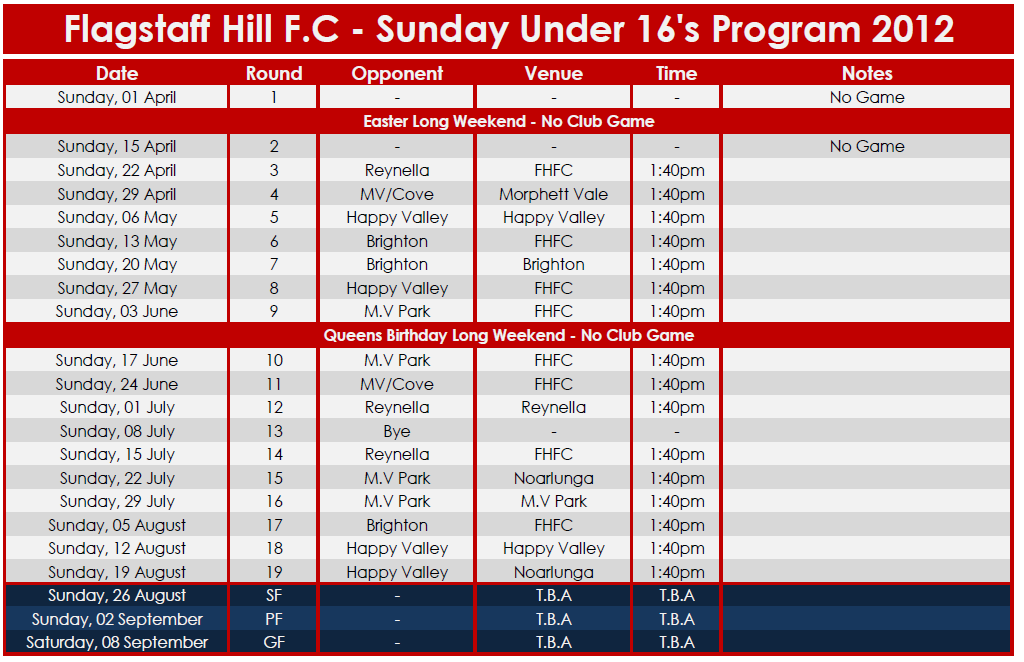 Flagstaff Hill F.C - Sunday Under 16's Program 2012
Date Round Opponent Venue Time Notes
Sunday, 01 April 1 - - - No Game
Easter Long Weekend - No Club Game
Sunday, 15 April 2 - - - No Game
Sunday, 22 April 3 Reynella FHFC 1:40pm
Sunday, 29 April 4 MV/Cove Morphett Vale 1:40pm
Sunday, 06 May 5 Happy Valley Happy Valley 1:40pm
Sunday, 13 May 6 Brighton FHFC 1:40pm
Sunday, 20 May 7 Brighton Brighton 1:40pm
Sunday, 27 May 8 Happy Valley FHFC 1:40pm
Sunday, 03 June 9 M.V Park FHFC 1:40pm
Queens Birthday Long Weekend - No Club Game
Sunday, 17 June 10 M.V Park FHFC 1:40pm
Sunday, 24 June 11 MV/Cove FHFC 1:40pm
Sunday, 01 July 12 Reynella Reynella 1:40pm
Sunday, 08 July 13 Bye - -
Sunday, 15 July 14 Reynella FHFC 1:40pm
Sunday, 22 July 15 M.V Park Noarlunga 1:40pm
Sunday, 29 July 16 M.V Park M.V Park 1:40pm
Sunday, 05 August 17 Brighton FHFC 1:40pm
Sunday, 12 August 18 Happy Valley Happy Valley 1:40pm
Sunday, 19 August 19 Happy Valley Noarlunga 1:40pm
Sunday, 26 August SF - T.B.A T.B.A
Sunday, 02 September PF - T.B.A T.B.A
Saturday, 08 September GF - T.B.A T.B.A